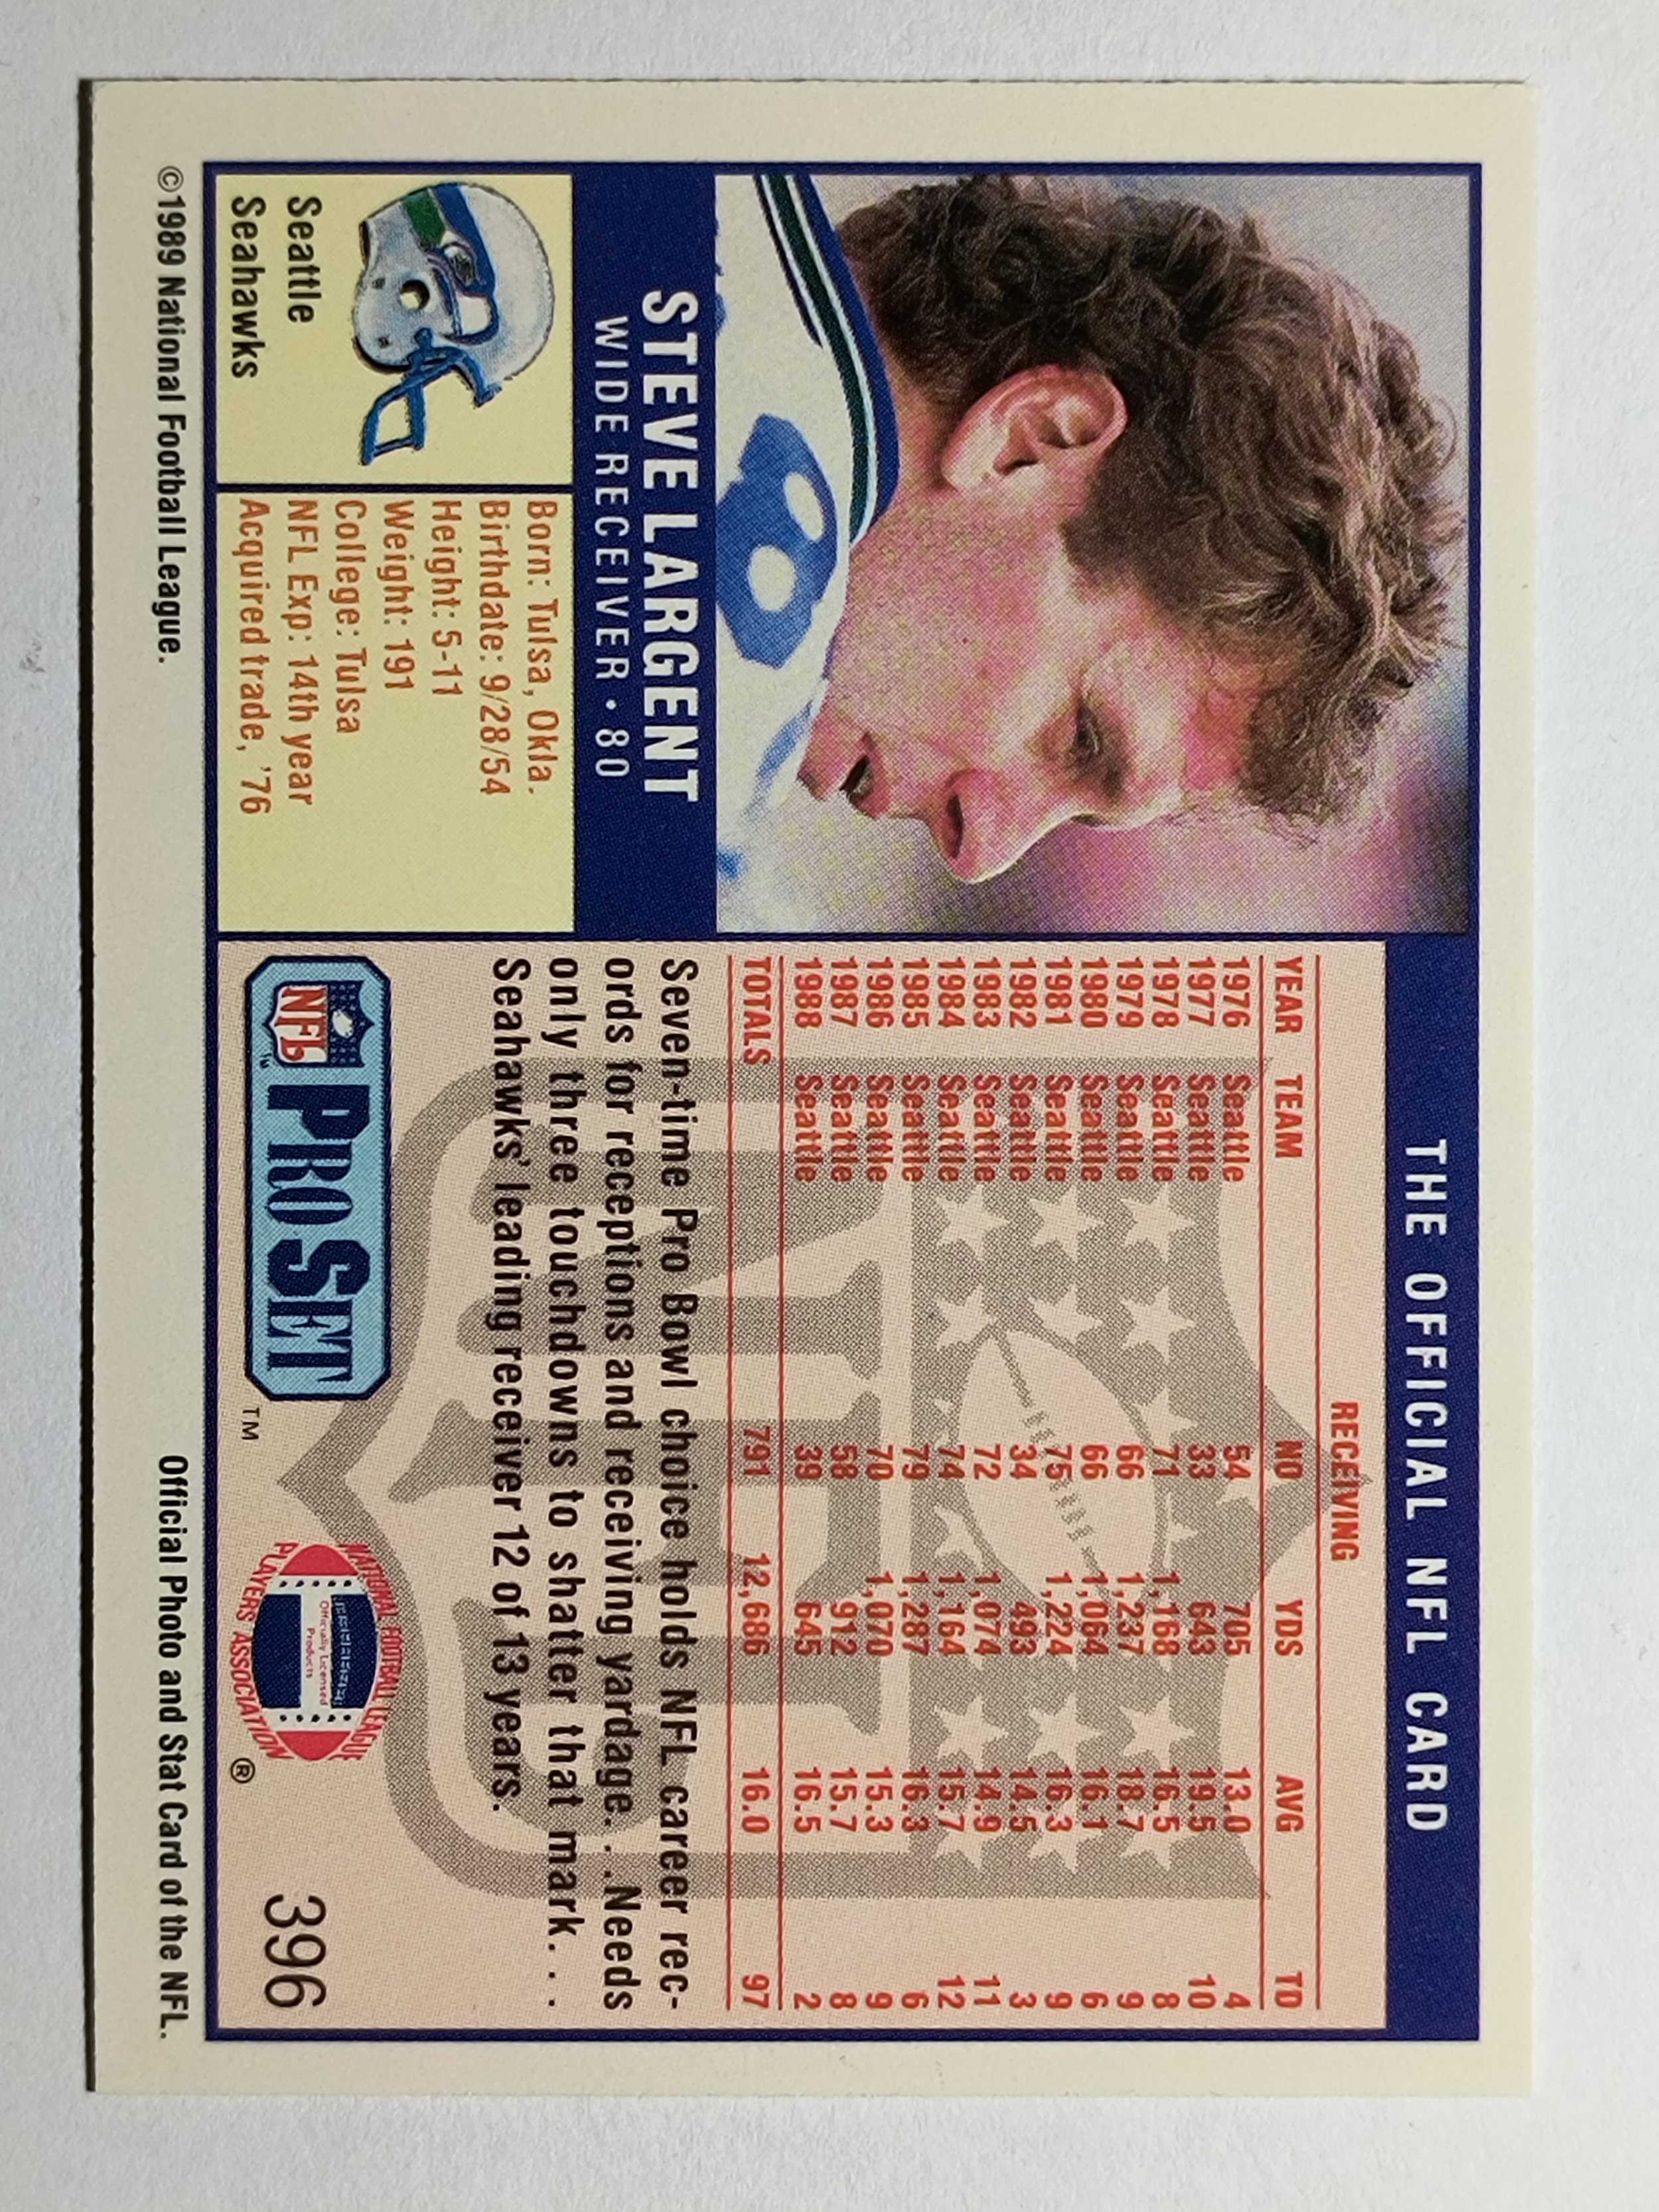 THE OFFICIAL NFL CARD
STEVE LARGENT
WIDE RECEIVER • 80
Seattle
Seahawks
Born: Tulsa, Okla.
Birthdate: 9/28/54
Height: 5-11
Weight: 191
College: Tulsa
NFL Exp: 14th year
Acquired trade, '76
RECEIVING
YEAR TEAM NO YDS AVG TD
1976 Seattle 54 705 13.0 4
1977 Seattle 33 643 19.5 10
1978 Seattle 71 1,168 16.5 8
1979 Seattle 66 1,237 18.7 9
1980 Seattle 66 1,064 16.1 6
1981 Seattle 75 1,224 16.3 9
1982 Seattle 34 493 14.5 3
1983 Seattle 72 1,074 14.9 11
1984 Seattle 74 1,164 15.7 12
1985 Seattle 79 1,287 16.3 6
1986 Seattle 70 1,070 15.3 9
1987 Seattle 58 912 15.7 8
1988 Seattle 39 645 16.5 2
TOTALS 791 12,686 16.0 97
Seven-time Pro Bowl choice holds NFL career rec-
ords for receptions and receiving yardage. . .Needs
only three touchdowns to shatter that mark. . .
Seahawks' leading receiver 12 of 13 years.
NFL PRO SET TM
NATIONAL FOOTBALL LEAGUE
Officially Licensed
Products
PLAYERS ASSOCIATION ®
396
©1989 National Football League.
Official Photo and Stat Card of the NFL.